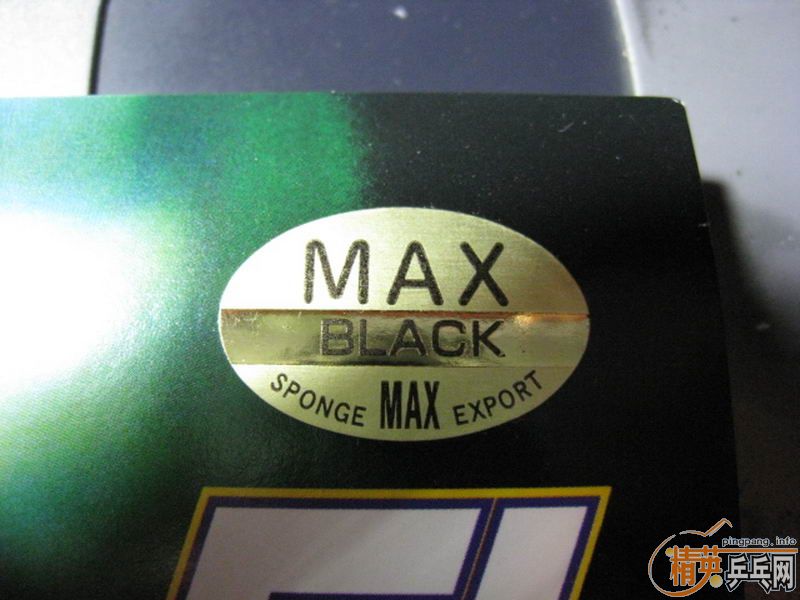 MAX
BLACK
SPONGE MAX EXPORT
pingpang.info
精英乒乓网